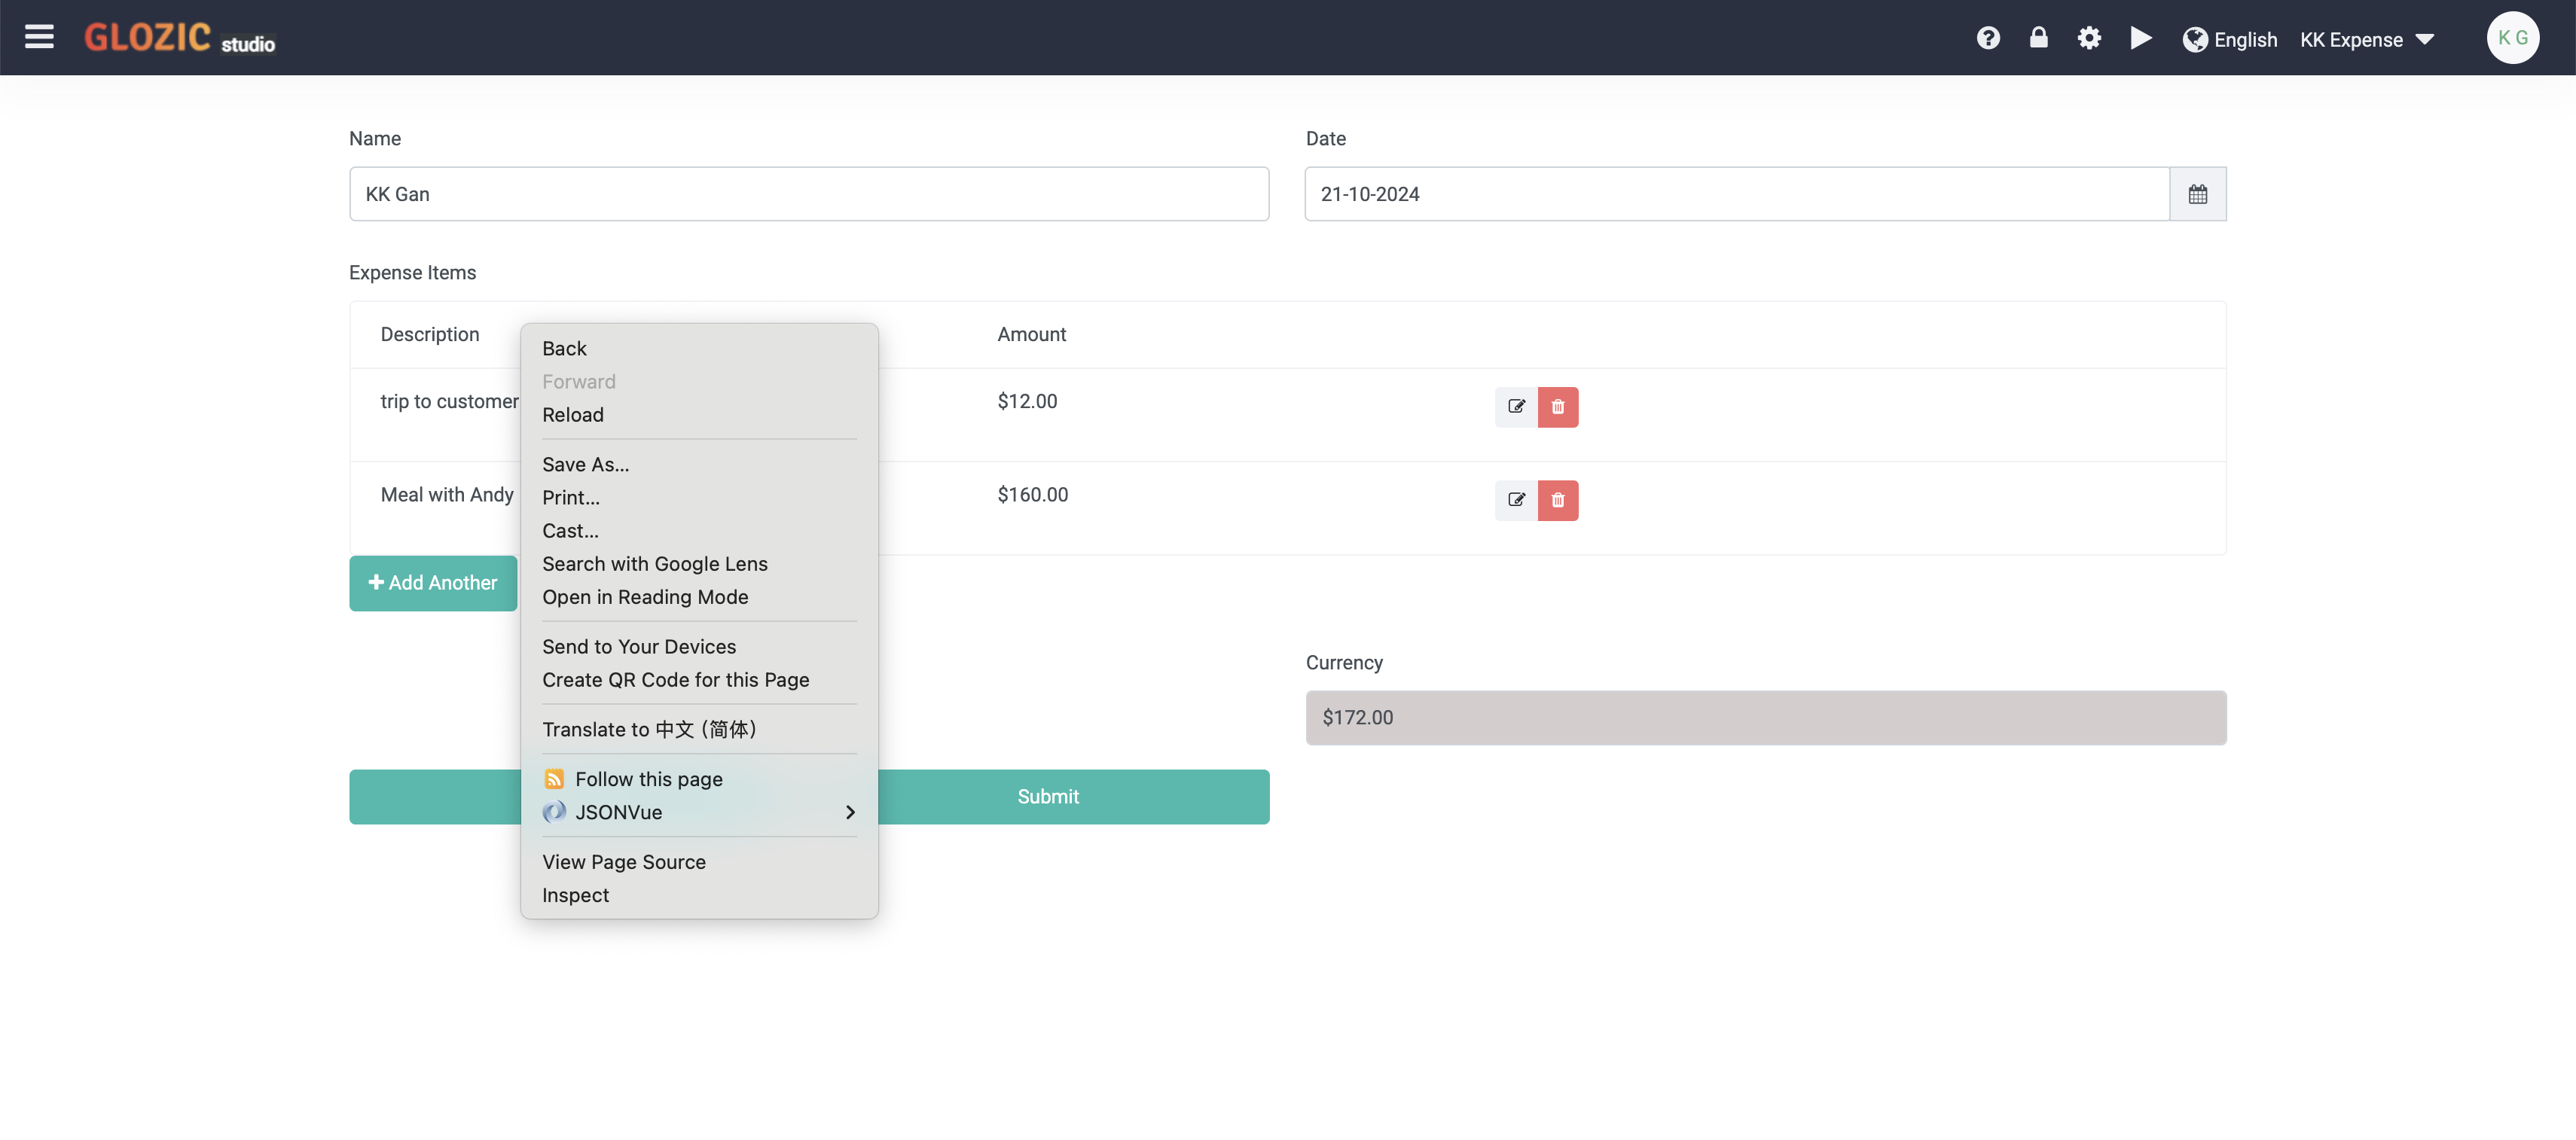 GLOZIC studio
English
KK Expense
K G
Name
Date
KK Gan
21-10-2024
Expense Items
Description
Amount
trip to customer
$12.00
Meal with Andy
$160.00
Add Another
Back
Forward
Reload
Save As...
Print...
Cast...
Search with Google Lens
Open in Reading Mode
Send to Your Devices
Create QR Code for this Page
Translate to 中文 (简体)
Follow this page
JSONVue
View Page Source
Inspect
Currency
$172.00
Submit